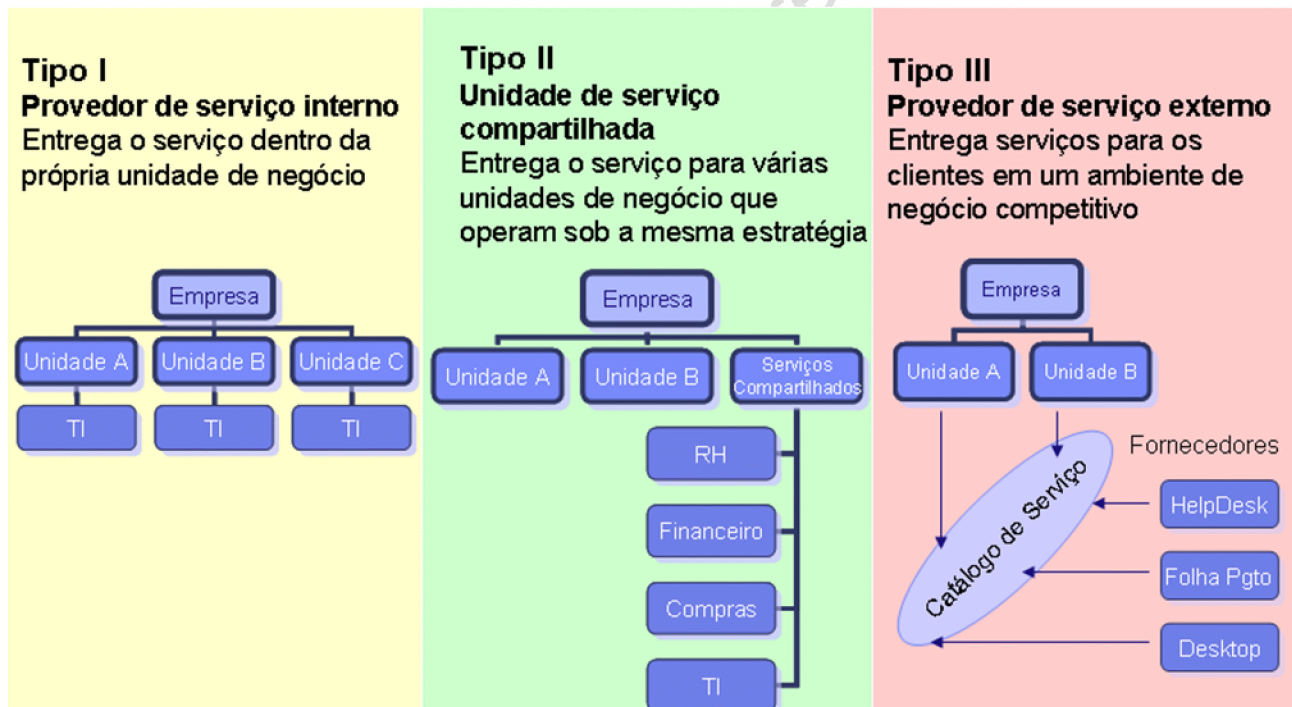 Tipo I
Provedor de serviço interno
Entrega o serviço dentro da
própria unidade de negócio
Empresa
Unidade A
Unidade B
Unidade C
TI
TI
TI
Tipo II
Unidade de serviço
compartilhada
Entrega o serviço para várias
unidades de negócio que
operam sob a mesma estratégia
Empresa
Unidade A
Unidade B
Serviços
Compartilhados
RH
Financeiro
Compras
TI
Tipo III
Provedor de serviço externo
Entrega serviços para os
clientes em um ambiente de
negócio competitivo
Empresa
Unidade A
Unidade B
Fornecedores
Catálogo de Serviço
HelpDesk
Folha Pgto
Desktop